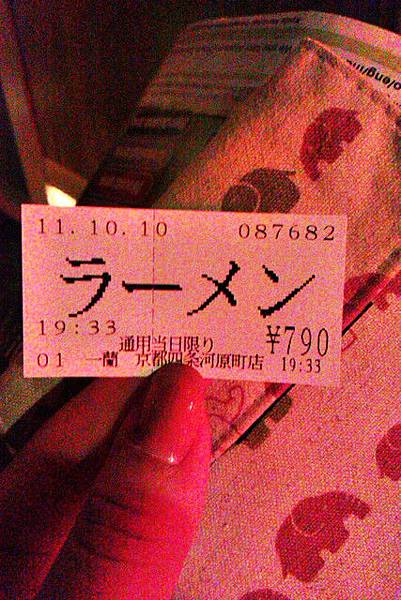 11.10.10 087682
ラーメン
19:33 ¥790
通用当日限り
01 一蘭 京都四条河原町店 19:33